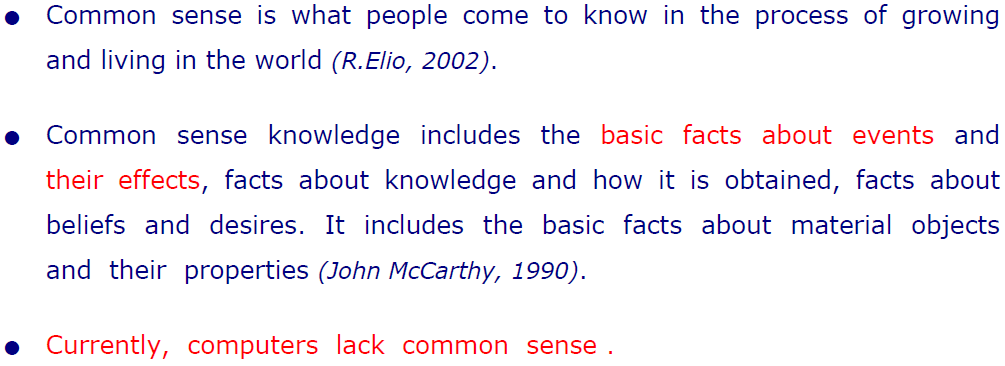 ● Common sense is what people come to know in the process of growing
and living in the world (R.Elio, 2002).
● Common sense knowledge includes the basic facts about events and
their effects, facts about knowledge and how it is obtained, facts about
beliefs and desires. It includes the basic facts about material objects
and their properties (John McCarthy, 1990).
● Currently, computers lack common sense .